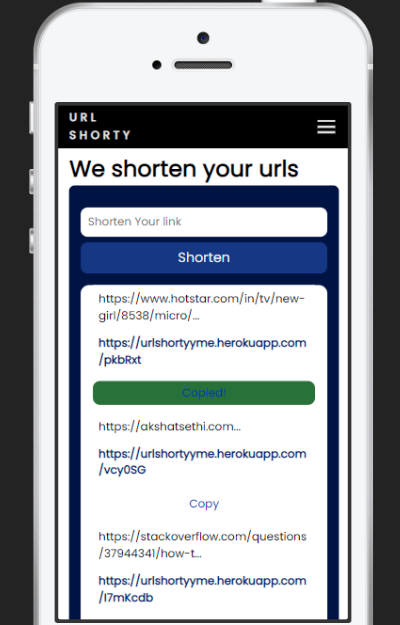 URL
SHORTY
We shorten your urls
Shorten Your link
Shorten
https://www.hotstar.com/in/tv/new-
girl/8538/micro/...
https://urlshortyyme.herokuapp.com
/pkbRxt
Copied!
https://akshatsethi.com...
https://urlshortyyme.herokuapp.com
/vcy0SG
Copy
https://stackoverflow.com/questions
/37944341/how-t...
https://urlshortyyme.herokuapp.com
/I7mKcdb